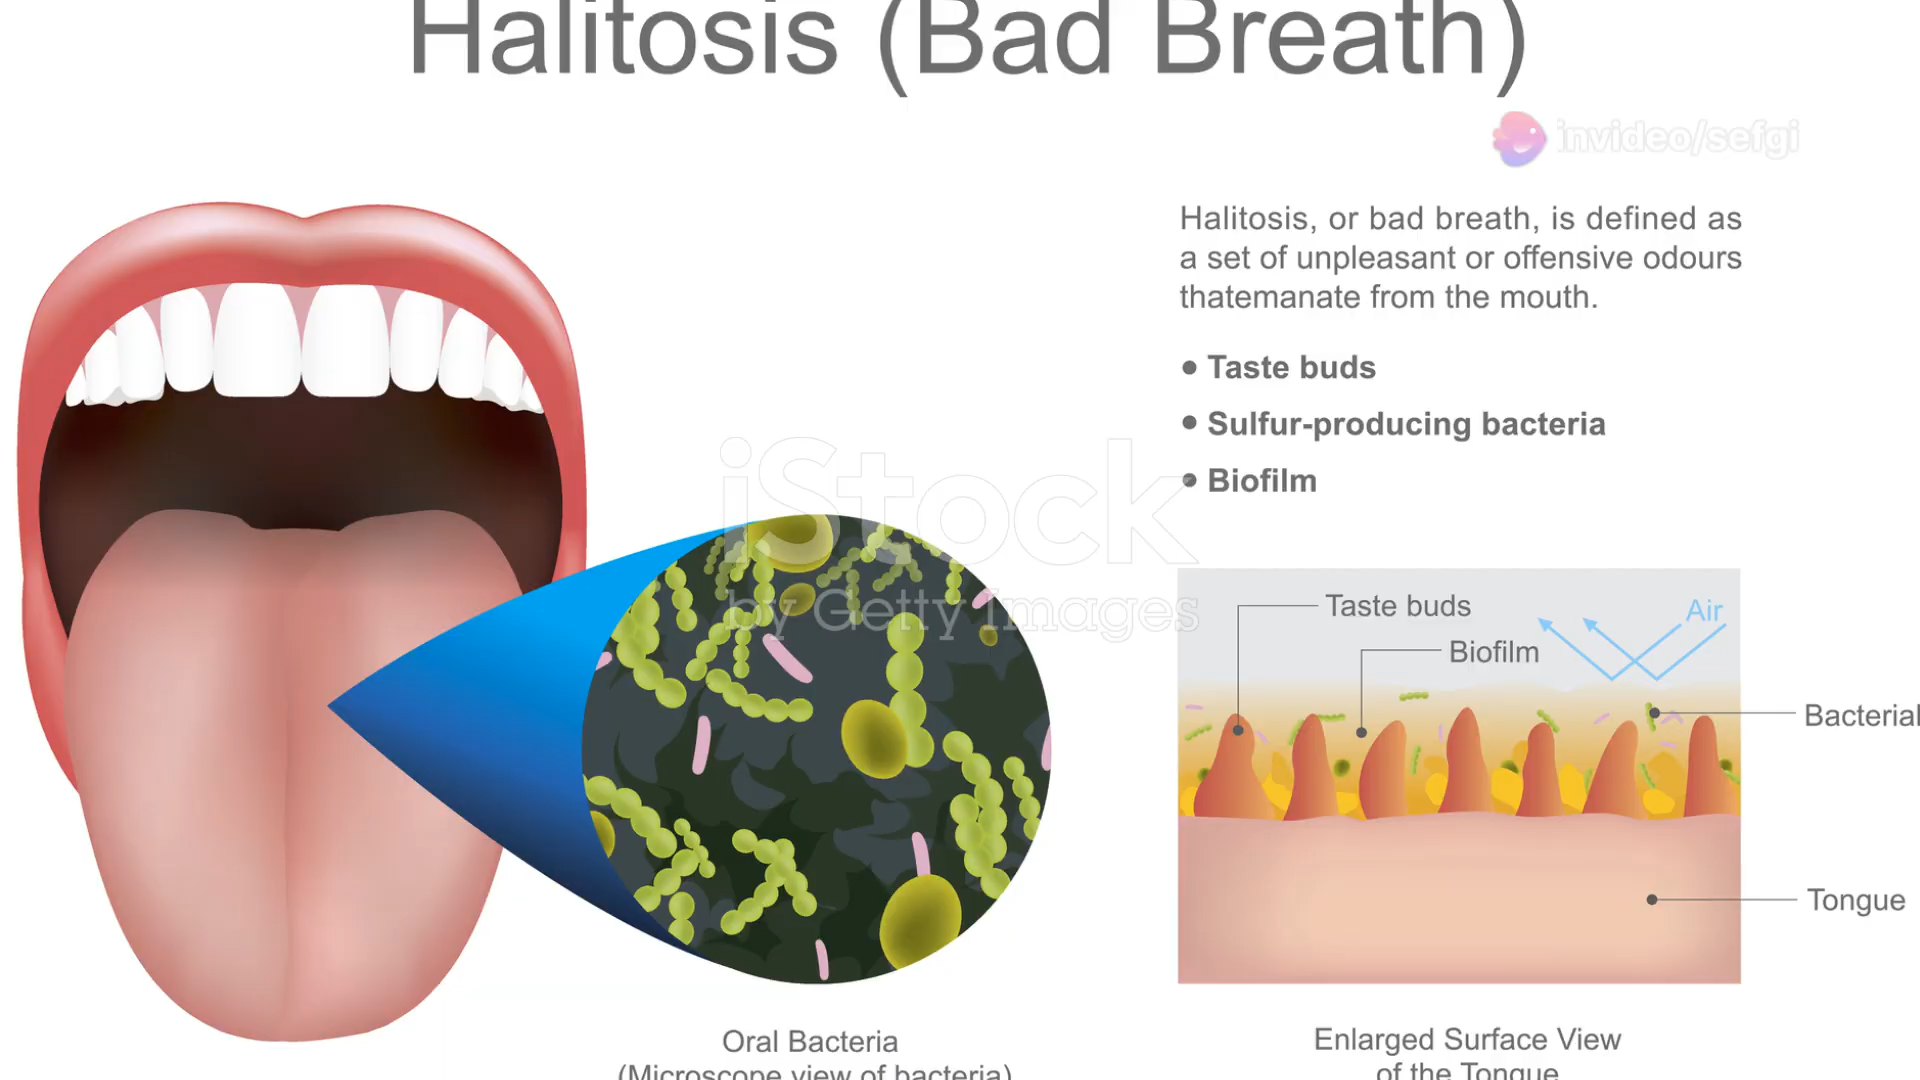 Halitosis (Bad Breath)
invideo/sefgi
Halitosis, or bad breath, is defined as
a set of unpleasant or offensive odours
thatemanate from the mouth.
• Taste buds
• Sulfur-producing bacteria
• Biofilm
iStock
by Getty Images
Taste buds
Air
Biofilm
Bacterial
Tongue
Oral Bacteria
(Microscope view of bacteria)
Enlarged Surface View
of the Tongue